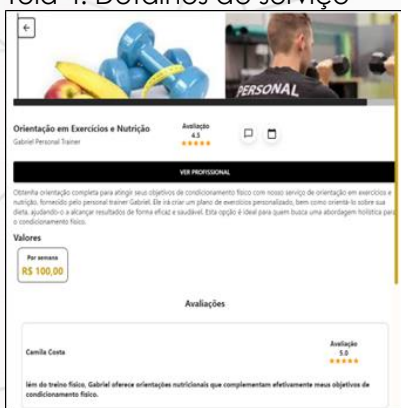 Tela 4. Detalhes do serviço
PERSONAL
Orientação em Exercícios e Nutrição
Gabriel Personal Trainer
Avaliação
4.5
VER PROFISSIONAL
Obtenha orientação completa para atingir seus objetivos de condicionamento físico com nosso serviço de orientação em exercícios e
nutrição, fornecido pelo personal trainer Gabriel. Ele irá criar um plano de exercícios personalizado, bem como orientá-lo sobre sua
dieta, ajudando-o a alcançar resultados de forma eficaz e saudável. Esta opção é ideal para quem busca uma abordagem holística para
o condicionamento físico.
Valores
Por semana
R$ 100,00
Avaliações
Camila Costa
Avaliação
5.0
lém do treino físico, Gabriel oferece orientações nutricionais que complementam efetivamente meus objetivos de
condicionamento físico.